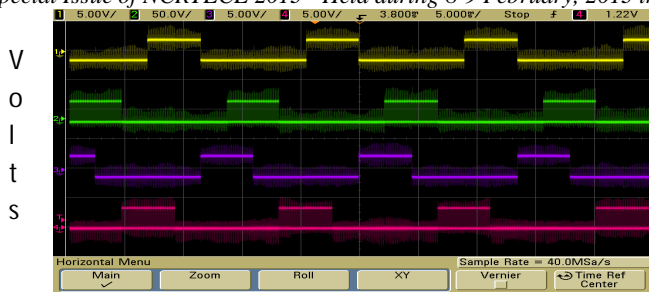 pecial Issue of NCRTECE 2015 - Held during 8-9 February, 2015 in
1 5.00V/ 2 50.0V/ 3 5.00V/ 4 5.00V/ 3.800s 5.000s/ Stop 4 1.22V
V
o
l
t
s
Horizontal Menu
Sample Rate = 40.0MSa/s
Main Zoom Roll XY Vernier Time Ref
Center